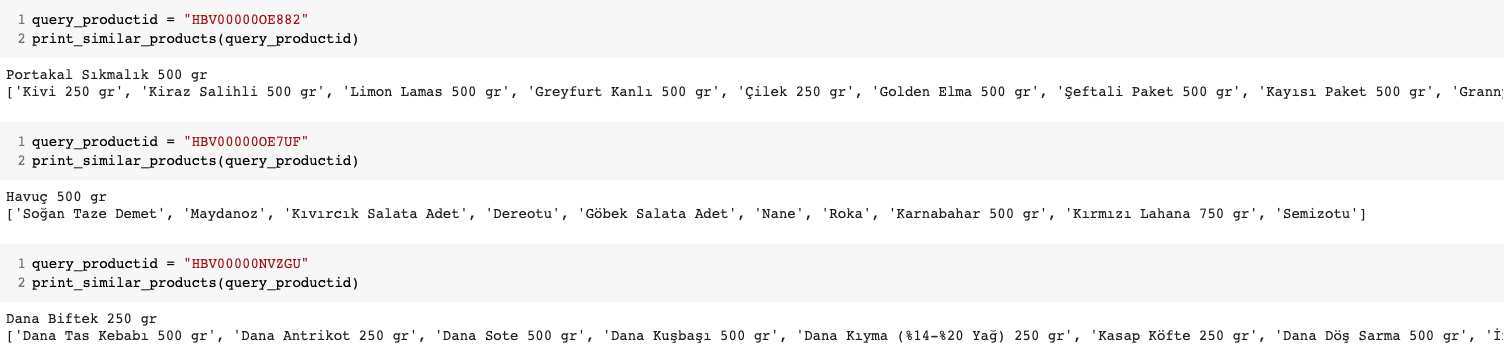 1 query_productid = "HBV00000OE882"
2 print_similar_products(query_productid)
Portakal Sıkmalık 500 gr
['Kivi 250 gr', 'Kiraz Salihli 500 gr', 'Limon Lamas 500 gr', 'Greyfurt Kanlı 500 gr', 'Çilek 250 gr', 'Golden Elma 500 gr', 'Şeftali Paket 500 gr', 'Kayısı Paket 500 gr', 'Granny
1 query_productid = "HBV00000OE7UF"
2 print_similar_products(query_productid)
Havuç 500 gr
['Soğan Taze Demet', 'Maydanoz', 'Kıvırcık Salata Adet', 'Dereotu', 'Göbek Salata Adet', 'Nane', 'Roka', 'Karnabahar 500 gr', 'Kırmızı Lahana 750 gr', 'Semizotu']
1 query_productid = "HBV00000NVZGU"
2 print_similar_products(query_productid)
Dana Biftek 250 gr
['Dana Tas Kebabı 500 gr', 'Dana Antrikot 250 gr', 'Dana Sote 500 gr', 'Dana Kuşbaşı 500 gr', 'Dana Kıyma (%14-%20 Yağ) 250 gr', 'Kasap Köfte 250 gr', 'Dana Döş Sarma 500 gr',